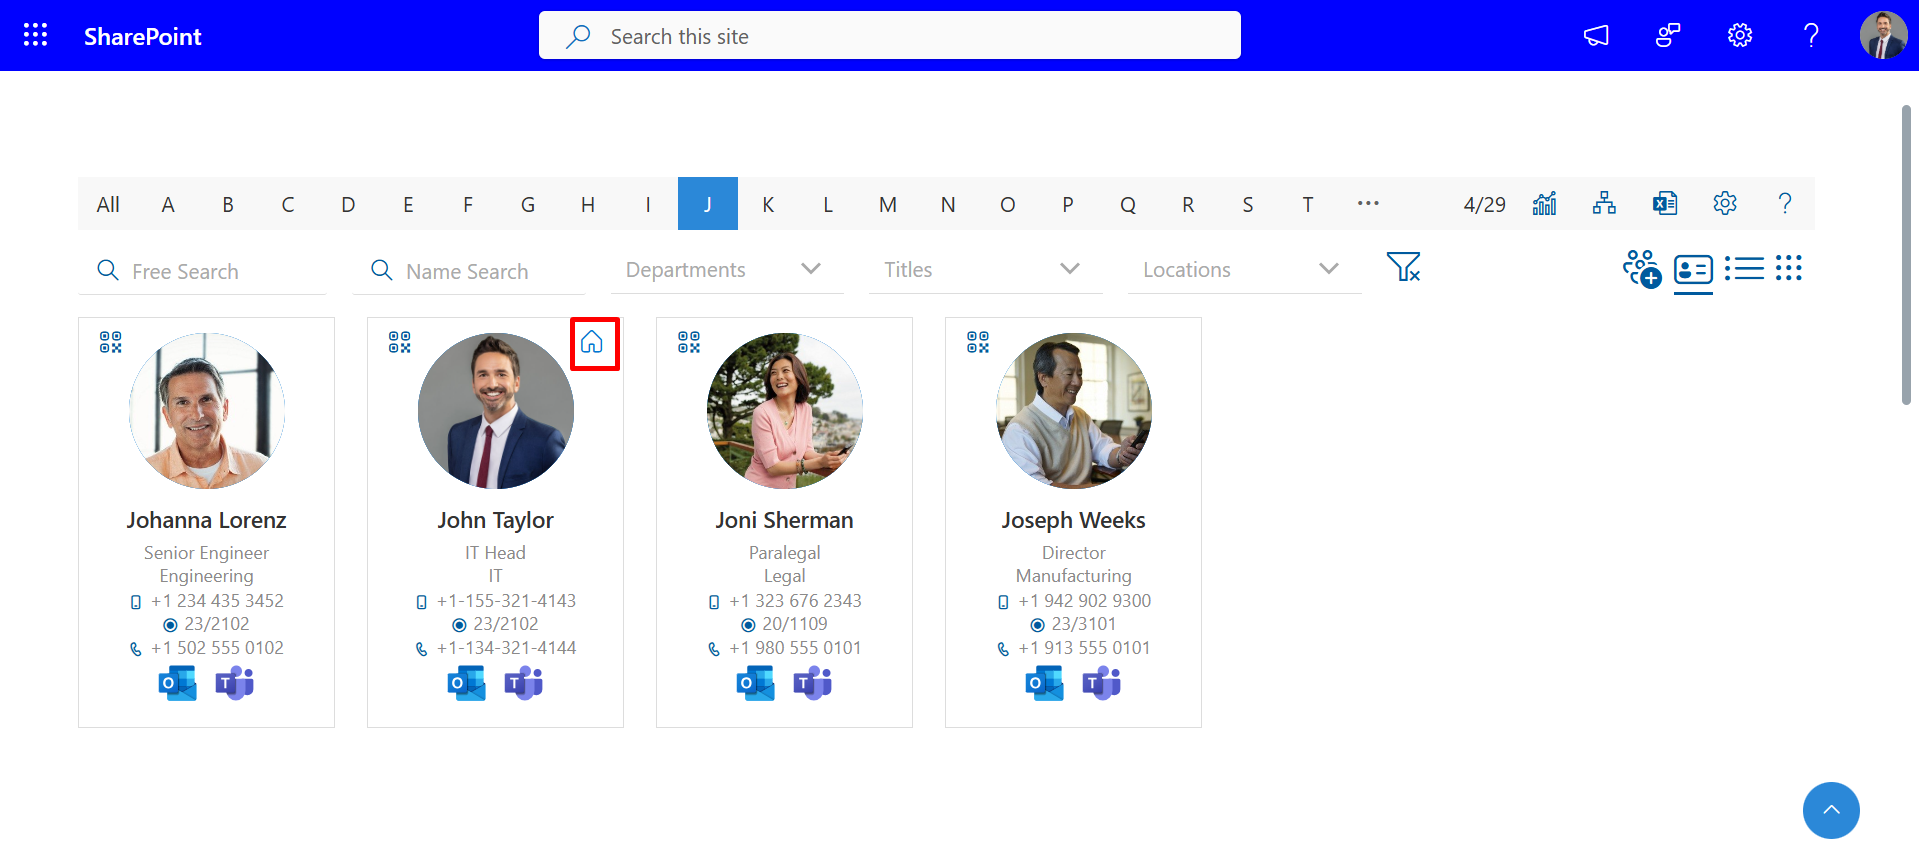 SharePoint
Search this site
?
All A B C D E F G H I J K L M N O P Q R S T ... 4/29 ?
Free Search Name Search Departments Titles Locations
Johanna Lorenz
Senior Engineer
Engineering
+1 234 435 3452
23/2102
+1 502 555 0102
John Taylor
IT Head
IT
+1-155-321-4143
23/2102
+1-134-321-4144
Joni Sherman
Paralegal
Legal
+1 323 676 2343
20/1109
+1 980 555 0101
Joseph Weeks
Director
Manufacturing
+1 942 902 9300
23/3101
+1 913 555 0101